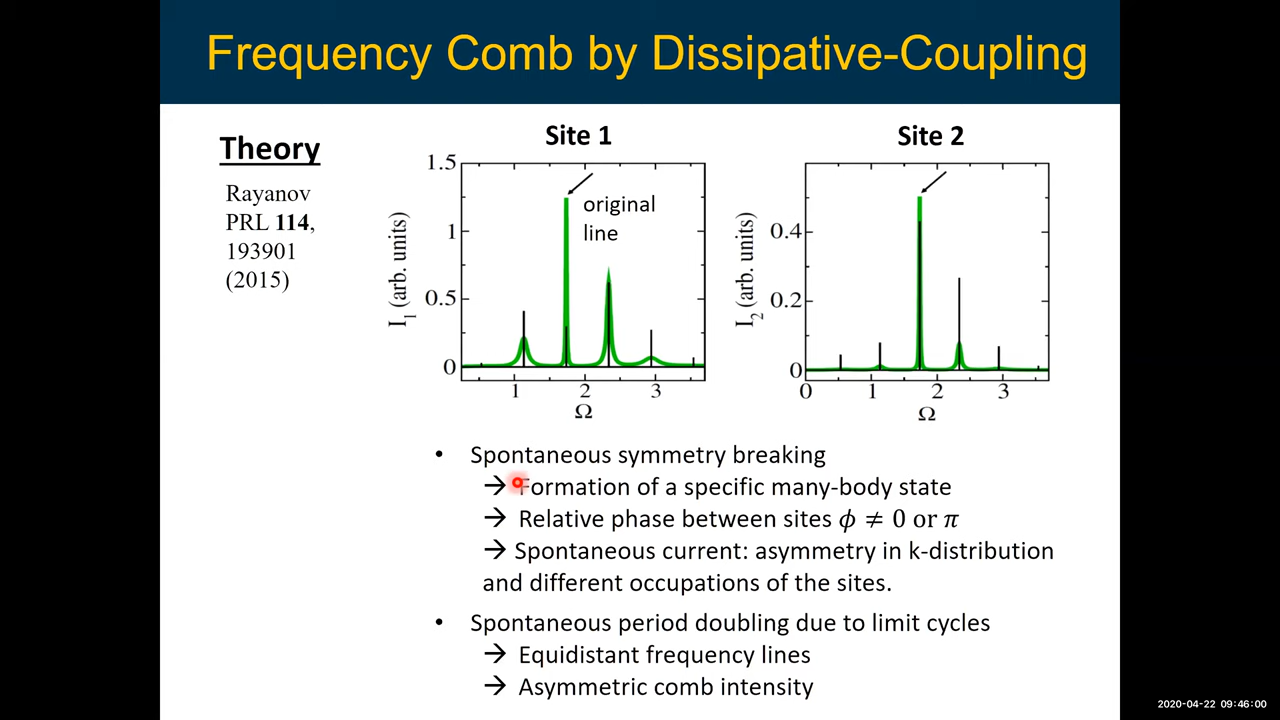 Frequency Comb by Dissipative-Coupling
Theory
Rayanov
PRL 114,
193901
(2015)
Site 1
1.5
1
0.5
0
I1 (arb. units)
original
line
1 2 3
Ω
Site 2
0.4
0.2
0
I2 (arb. units)
0 1 2 3
Ω
• Spontaneous symmetry breaking
→ Formation of a specific many-body state
→ Relative phase between sites ϕ ≠ 0 or π
→ Spontaneous current: asymmetry in k-distribution
and different occupations of the sites.
• Spontaneous period doubling due to limit cycles
→ Equidistant frequency lines
→ Asymmetric comb intensity
2020-04-22 09:46:00